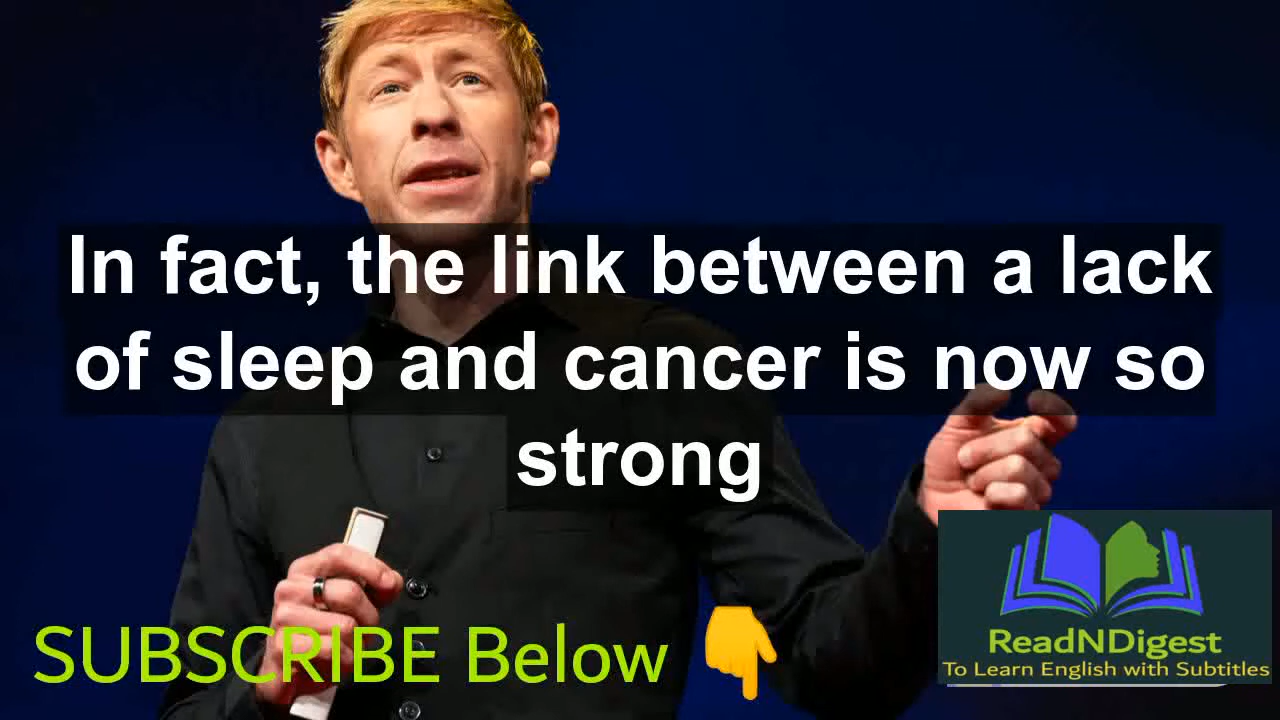 In fact, the link between a lack
of sleep and cancer is now so
strong
SUBSCRIBE Below
ReadNDigest
To Learn English with Subtitles